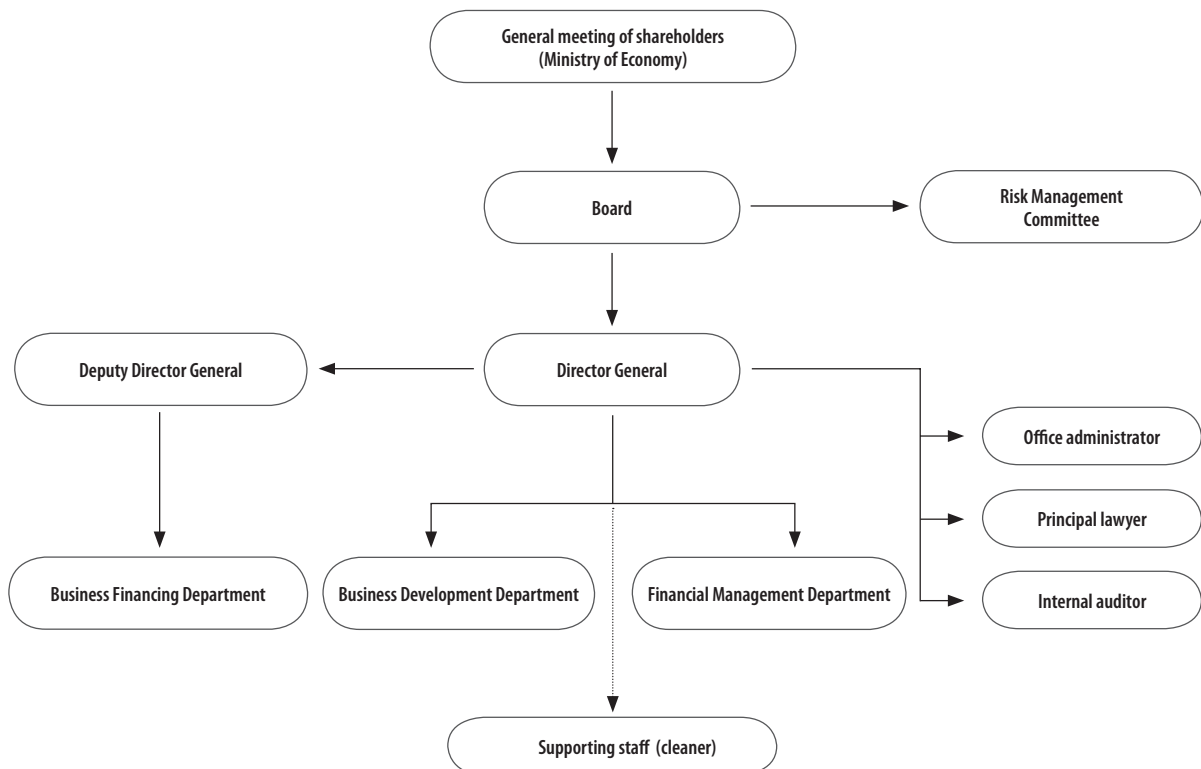 General meeting of shareholders
(Ministry of Economy)
Board
Risk Management
Committee
Deputy Director General
Director General
Office administrator
Principal lawyer
Business Financing Department
Business Development Department
Financial Management Department
Internal auditor
Supporting staff (cleaner)